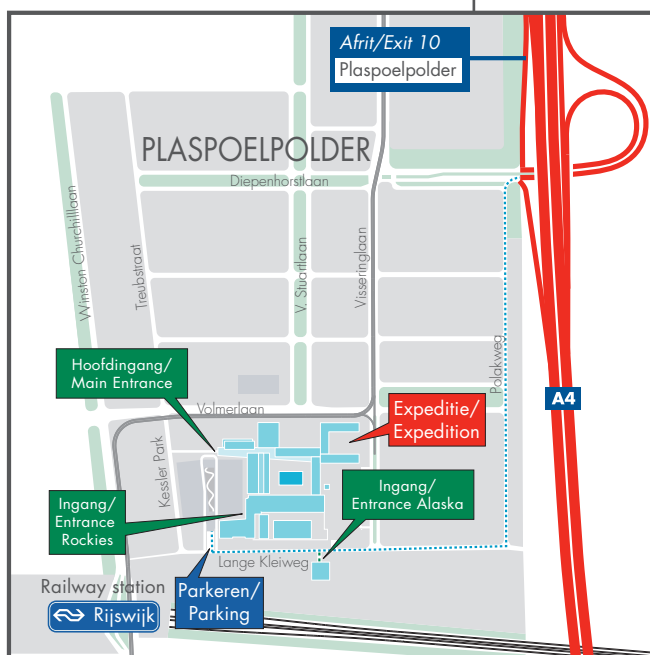 Afrit/Exit 10
Plaspoelpolder
PLASPOELPOLDER
Diepenhorstlaan
Winston Churchilllaan
Treubstraat
V. Stuartlaan
Visseringlaan
Polakweg
Hoofdingang/
Main Entrance
A4
Volmerlaan
Expeditie/
Expedition
Kessler Park
Ingang/
Entrance Alaska
Ingang/
Entrance
Rockies
Lange Kleiweg
Railway station
Rijswijk
Parkeren/
Parking